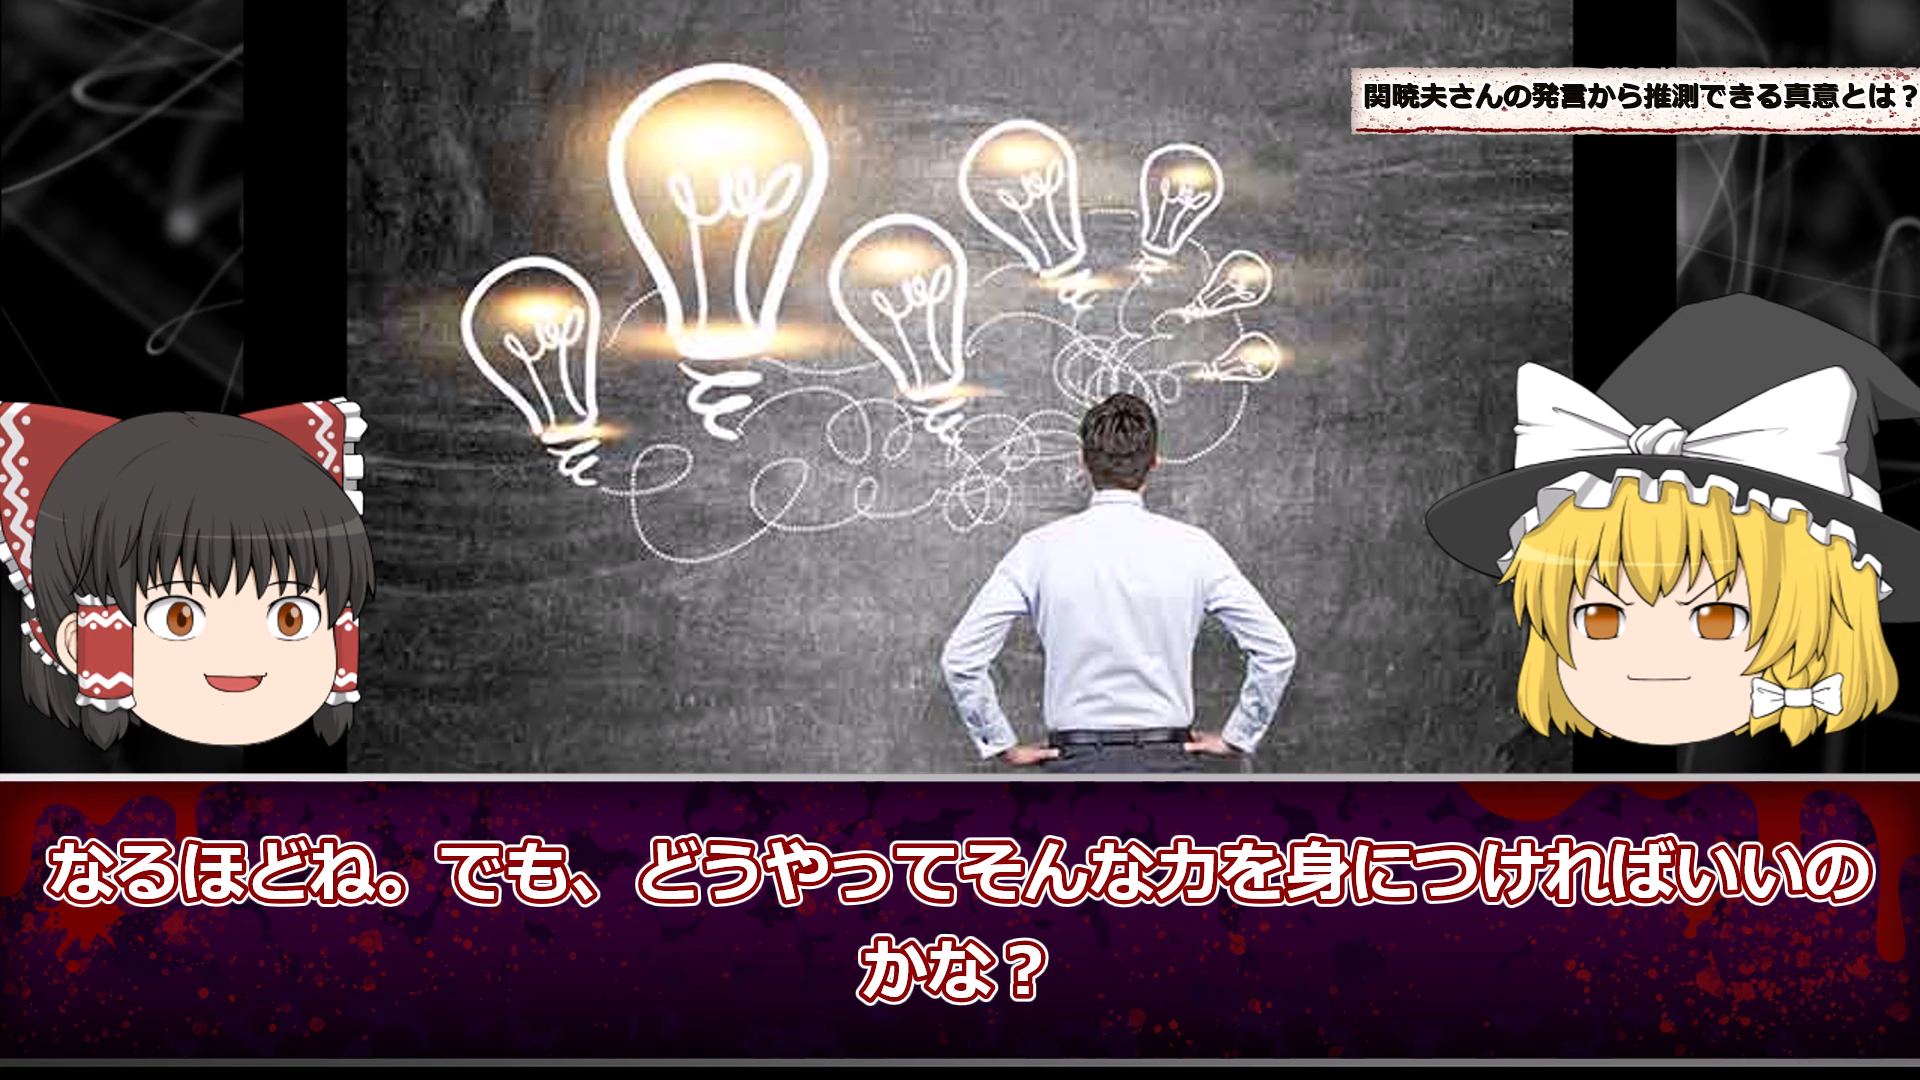 関暁夫さんの発言から推測できる真意とは？
なるほどね。でも、どうやってそんな力を身につければいいの
かな？